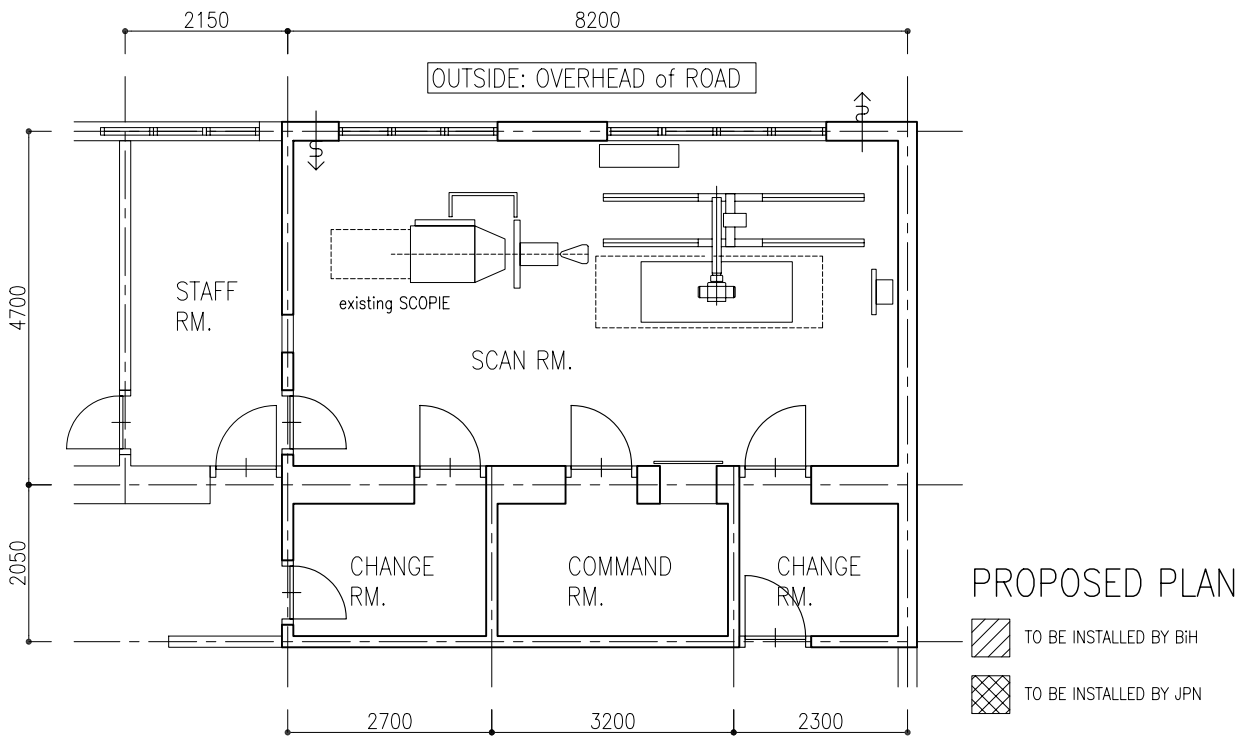 2150
8200
OUTSIDE: OVERHEAD of ROAD
4700
STAFF
RM.
existing SCOPIE
SCAN RM.
2050
CHANGE
RM.
COMMAND
RM.
CHANGE
RM.
PROPOSED PLAN
TO BE INSTALLED BY BiH
TO BE INSTALLED BY JPN
2700
3200
2300